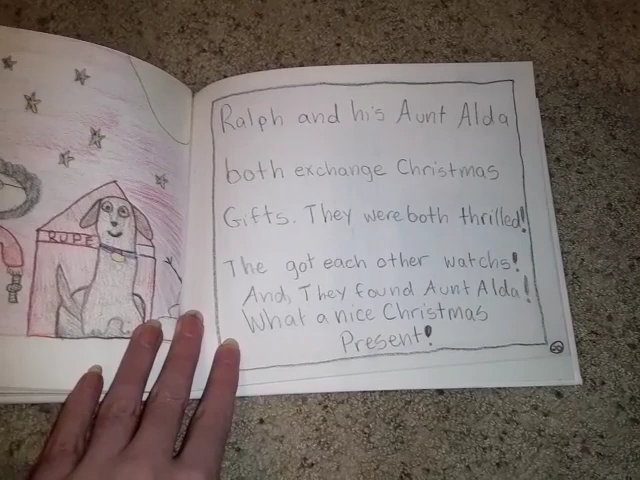 RUPE
Ralph and his Aunt Alda
both exchange Christmas
Gifts. They were both thrilled!
The got each other watchs!
And, They found Aunt Alda!
What a nice Christmas
Present!